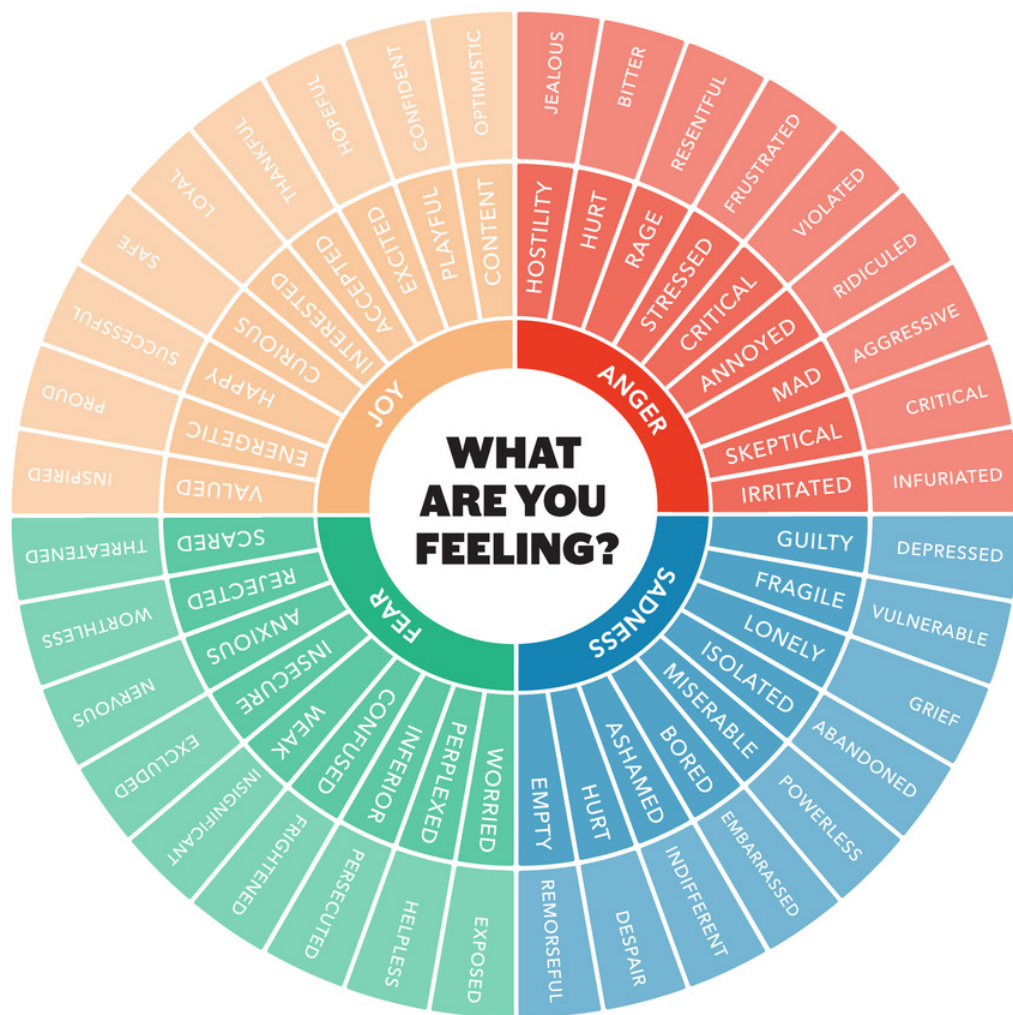 WHAT
ARE YOU
FEELING?
ANGER
HOSTILITY
HURT
RAGE
STRESSED
CRITICAL
ANNOYED
MAD
SKEPTICAL
IRRITATED
JEALOUS
BITTER
RESENTFUL
FRUSTRATED
VIOLATED
RIDICULED
AGGRESSIVE
CRITICAL
INFURIATED
SADNESS
GUILTY
FRAGILE
LONELY
ISOLATED
MISERABLE
BORED
ASHAMED
HURT
EMPTY
DEPRESSED
VULNERABLE
GRIEF
ABANDONED
POWERLESS
EMBARRASSED
INDIFFERENT
DESPAIR
REMORSEFUL
FEAR
WORRIED
PERPLEXED
INFERIOR
CONFUSED
WEAK
INSECURE
ANXIOUS
REJECTED
SCARED
EXPOSED
HELPLESS
PERSECUTED
FRIGHTENED
INSIGNIFICANT
EXCLUDED
NERVOUS
WORTHLESS
THREATENED
JOY
VALUED
ENERGETIC
HAPPY
CURIOUS
INTERESTED
ACCEPTED
EXCITED
PLAYFUL
CONTENT
INSPIRED
PROUD
SUCCESSFUL
SAFE
LOYAL
THANKFUL
HOPEFUL
CONFIDENT
OPTIMISTIC